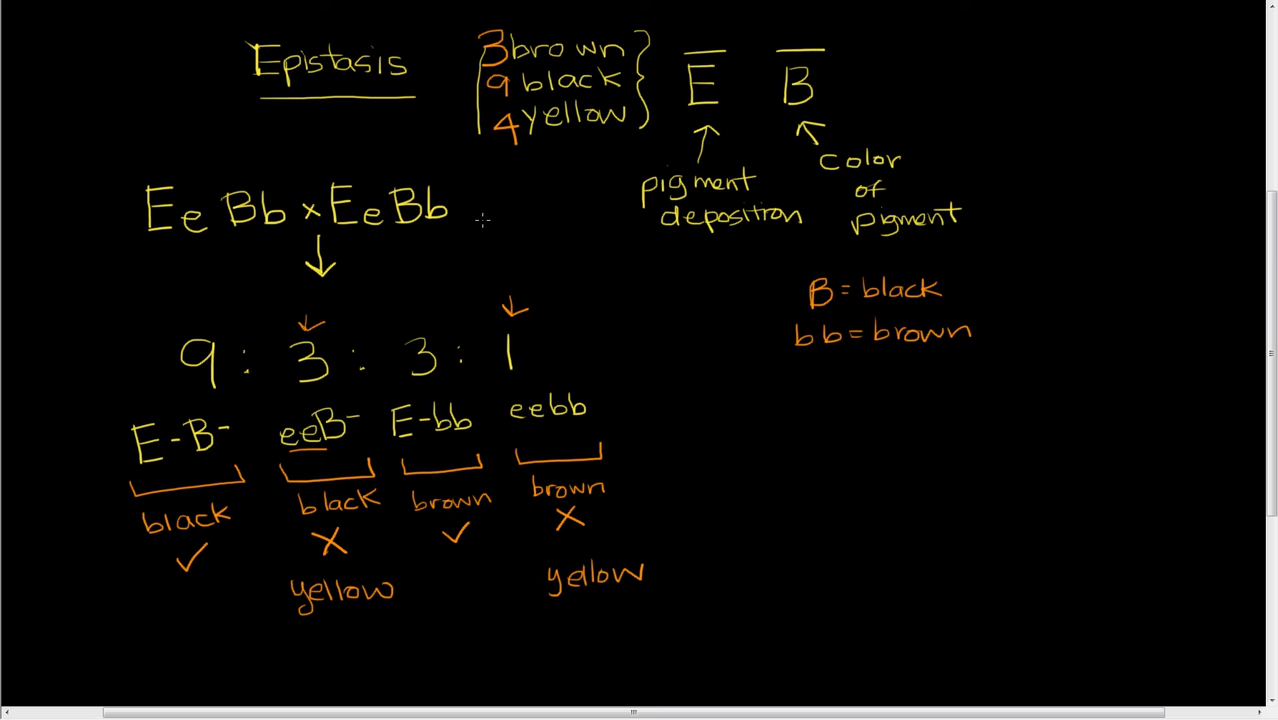 Epistasis
3 brown
9 black
4 yellow
E B
pigment deposition
color of pigment
Ee Bb x Ee Bb
B = black
bb = brown
9 : 3 : 3 : 1
E-B- eeB- E-bb eebb
black black brown brown
✓ X ✓ X
yellow yellow